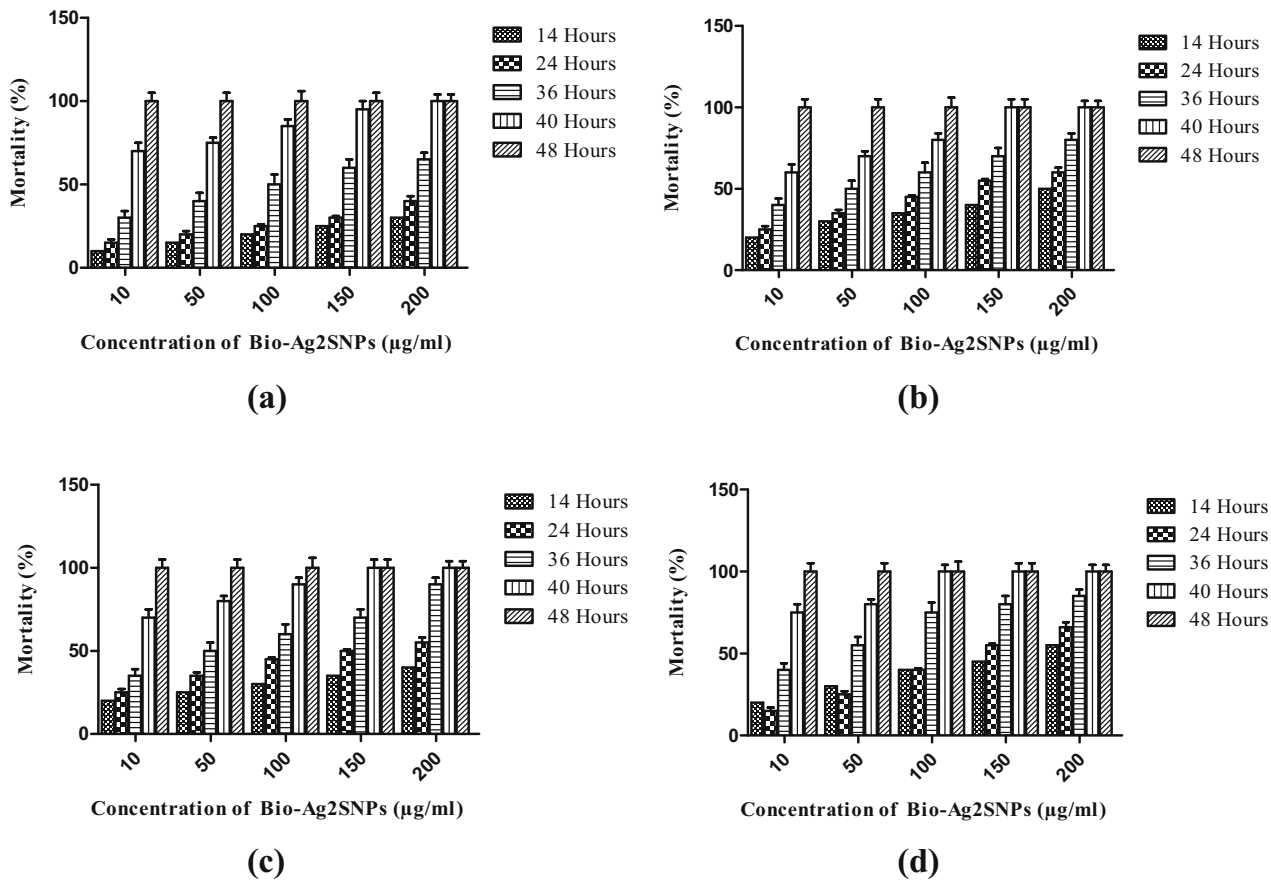 150
100
50
0
Mortality (%)
14 Hours
24 Hours
36 Hours
40 Hours
48 Hours
10
50
100
150
200
Concentration of Bio-Ag2SNPs (µg/ml)
(a)
150
100
50
0
Mortality (%)
14 Hours
24 Hours
36 Hours
40 Hours
48 Hours
10
50
100
150
200
Concentration of Bio-Ag2SNPs (µg/ml)
(b)
150
100
50
0
Mortality (%)
14 Hours
24 Hours
36 Hours
40 Hours
48 Hours
10
50
100
150
200
Concentration of Bio-Ag2SNPs (µg/ml)
(c)
150
100
50
0
Mortality (%)
14 Hours
24 Hours
36 Hours
40 Hours
48 Hours
10
50
100
150
200
Concentration of Bio-Ag2SNPs (µg/ml)
(d)